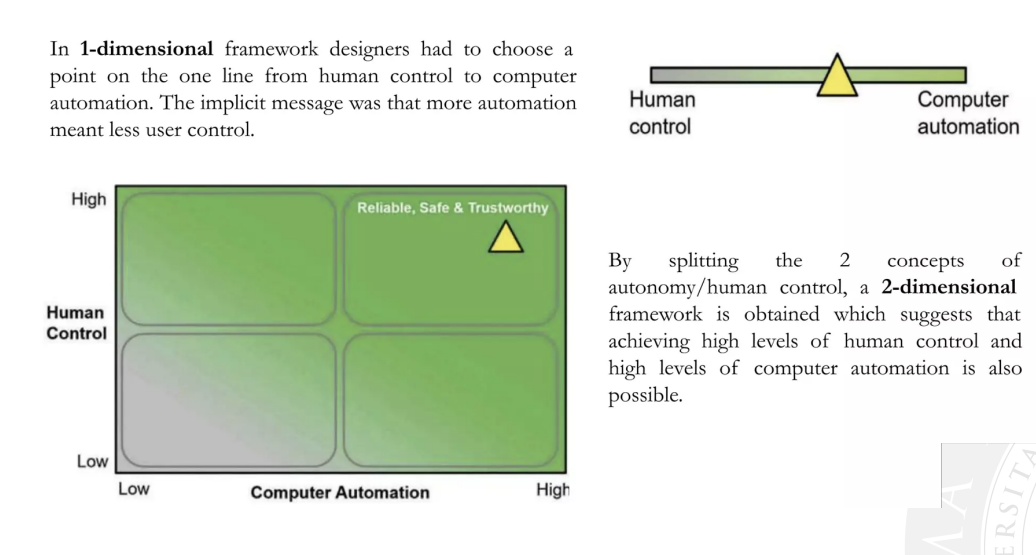 In 1-dimensional framework designers had to choose a
point on the one line from human control to computer
automation. The implicit message was that more automation
meant less user control.
Human
control
Computer
automation
High
Reliable, Safe & Trustworthy
Human
Control
Low
Low
Computer Automation
High
By splitting the 2 concepts of
autonomy/human control, a 2-dimensional
framework is obtained which suggests that
achieving high levels of human control and
high levels of computer automation is also
possible.